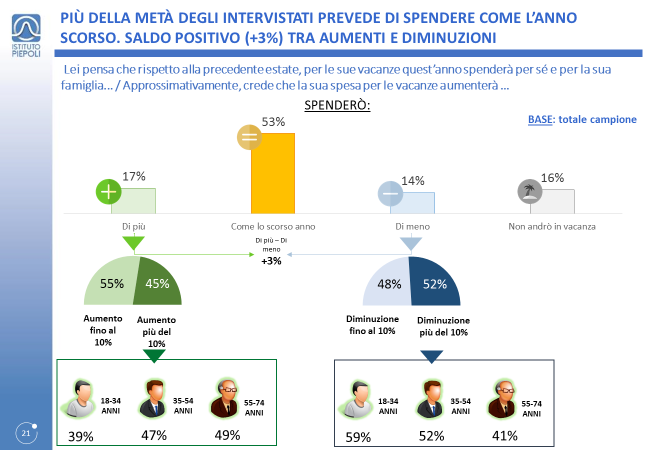 PIÙ DELLA METÀ DEGLI INTERVISTATI PREVEDE DI SPENDERE COME L'ANNO
SCORSO. SALDO POSITIVO (+3%) TRA AUMENTI E DIMINUZIONI
ISTITUTO
PIEPOLI
Lei pensa che rispetto alla precedente estate, per le sue vacanze quest'anno spenderà per sé e per la sua
famiglia... / Approssimativamente, crede che la sua spesa per le vacanze aumenterà ...
SPENDERÒ:
BASE: totale campione
17%
53%
14%
16%
Di più
Come lo scorso anno
Di meno
Non andrò in vacanza
Di più – Di
meno
+3%
55%
45%
48%
52%
Aumento
fino al
10%
Aumento
più del
10%
Diminuzione
fino al 10%
Diminuzione
più del 10%
18-34
ANNI
35-54
ANNI
55-74
ANNI
39%
47%
49%
18-34
ANNI
35-54
ANNI
55-74
ANNI
59%
52%
41%
21